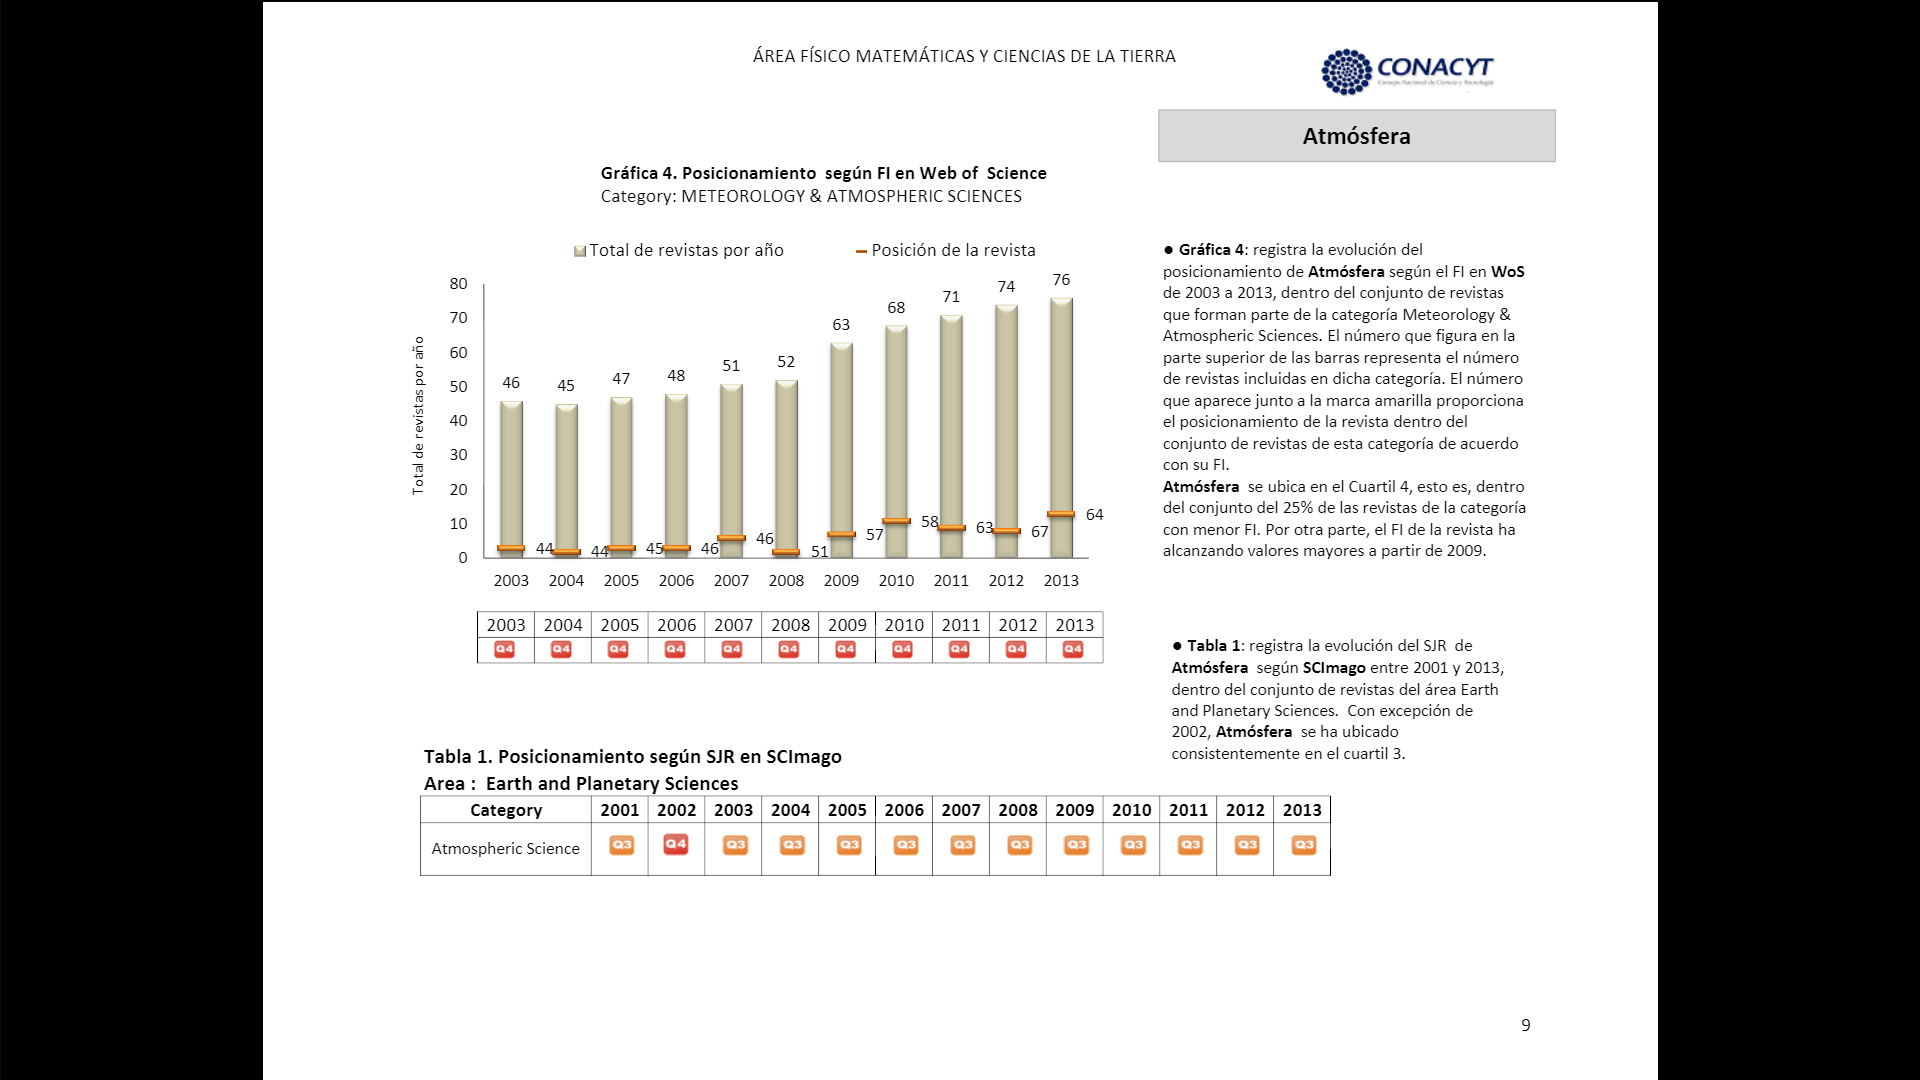 ÁREA FÍSICO MATEMÁTICAS Y CIENCIAS DE LA TIERRA
CONACYT
Consejo Nacional de Ciencia y Tecnología
Atmósfera
Gráfica 4. Posicionamiento según FI en Web of Science
Category: METEOROLOGY & ATMOSPHERIC SCIENCES
Total de revistas por año
Posición de la revista
Total de revistas por año
80
70
60
50
40
30
20
10
0
46 45 47 48 51 52 63 68 71 74 76
44 44 45 46 46 51 57 58 63 67 64
2003 2004 2005 2006 2007 2008 2009 2010 2011 2012 2013
2003 2004 2005 2006 2007 2008 2009 2010 2011 2012 2013
Q4 Q4 Q4 Q4 Q4 Q4 Q4 Q4 Q4 Q4 Q4
● Gráfica 4: registra la evolución del
posicionamiento de Atmósfera según el FI en WoS
de 2003 a 2013, dentro del conjunto de revistas
que forman parte de la categoría Meteorology &
Atmospheric Sciences. El número que figura en la
parte superior de las barras representa el número
de revistas incluidas en dicha categoría. El número
que aparece junto a la marca amarilla proporciona
el posicionamiento de la revista dentro del
conjunto de revistas de esta categoría de acuerdo
con su FI.
Atmósfera se ubica en el Cuartil 4, esto es, dentro
del conjunto del 25% de las revistas de la categoría
con menor FI. Por otra parte, el FI de la revista ha
alcanzando valores mayores a partir de 2009.
● Tabla 1: registra la evolución del SJR de
Atmósfera según SCImago entre 2001 y 2013,
dentro del conjunto de revistas del área Earth
and Planetary Sciences. Con excepción de
2002, Atmósfera se ha ubicado
consistentemente en el cuartil 3.
Tabla 1. Posicionamiento según SJR en SCImago
Area : Earth and Planetary Sciences
Category 2001 2002 2003 2004 2005 2006 2007 2008 2009 2010 2011 2012 2013
Atmospheric Science Q3 Q4 Q3 Q3 Q3 Q3 Q3 Q3 Q3 Q3 Q3 Q3 Q3
9